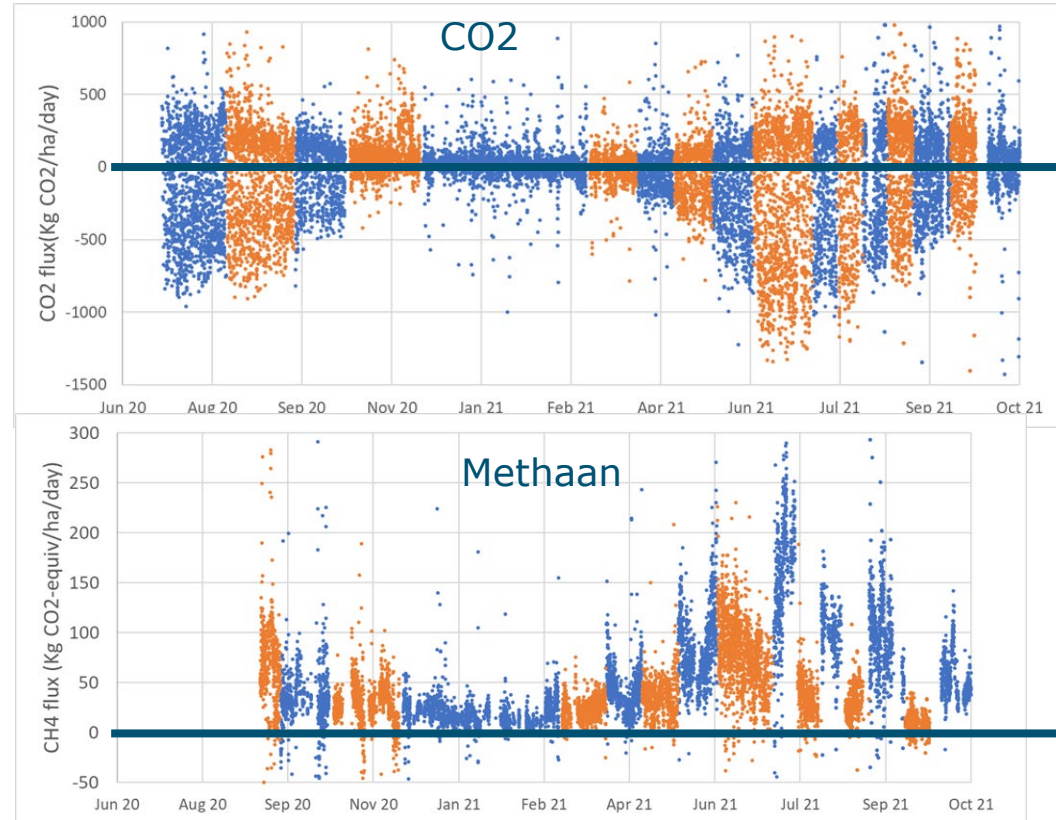 CO2
CO2 flux(Kg CO2/ha/day)
1000
500
0
-500
-1000
-1500
Jun 20 Aug 20 Sep 20 Nov 20 Jan 21 Feb 21 Apr 21 Jun 21 Jul 21 Sep 21 Oct 21
Methaan
CH4 flux (Kg CO2-equiv/ha/day)
300
250
200
150
100
50
0
-50
Jun 20 Aug 20 Sep 20 Nov 20 Jan 21 Feb 21 Apr 21 Jun 21 Jul 21 Sep 21 Oct 21